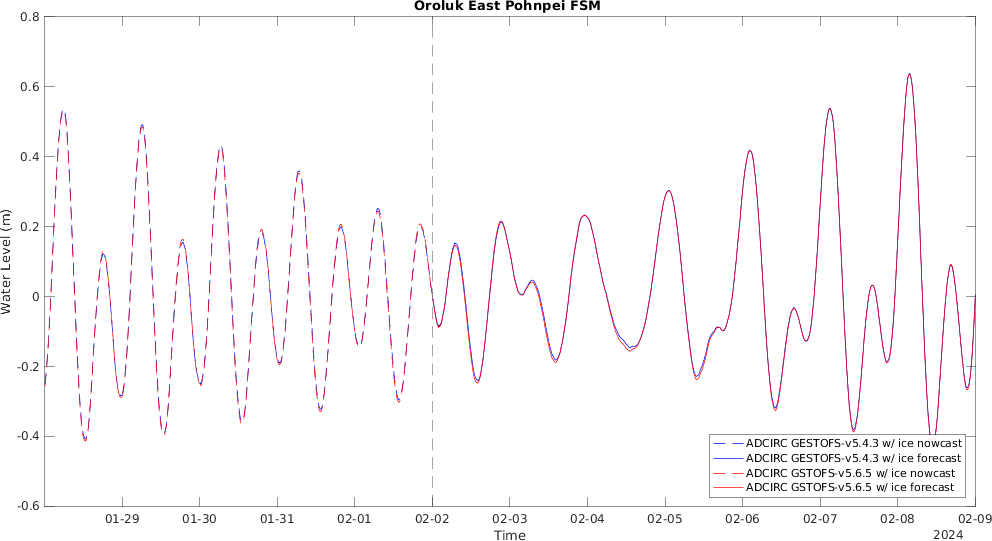 Oroluk East Pohnpei FSM
0.8
0.6
0.4
0.2
0
-0.2
-0.4
-0.6
Water Level (m)
ADCIRC GESTOFS-v5.4.3 w/ ice nowcast
ADCIRC GESTOFS-v5.4.3 w/ ice forecast
ADCIRC GSTOFS-v5.6.5 w/ ice nowcast
ADCIRC GSTOFS-v5.6.5 w/ ice forecast
01-29 01-30 01-31 02-01 02-02 02-03 02-04 02-05 02-06 02-07 02-08 02-09
Time
2024